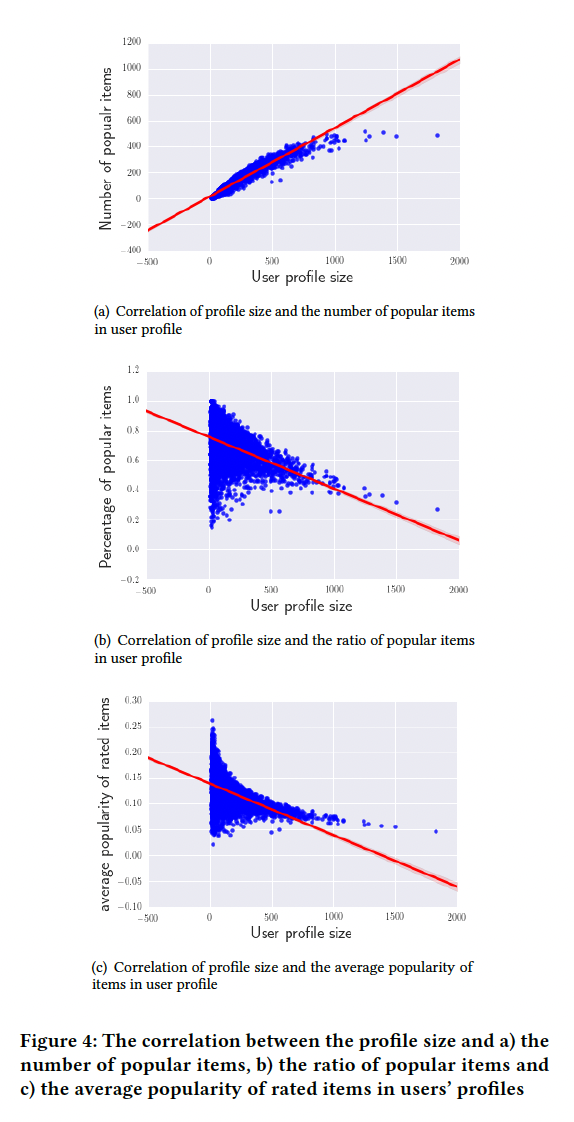 1200
1000
800
600
400
200
0
−200
−400
−500 0 500 1000 1500 2000
Number of popualr items
User profile size
(a) Correlation of profile size and the number of popular items
in user profile
1.2
1.0
0.8
0.6
0.4
0.2
0.0
−0.2
−500 0 500 1000 1500 2000
Percentage of popular items
User profile size
(b) Correlation of profile size and the ratio of popular items
in user profile
0.30
0.25
0.20
0.15
0.10
0.05
0.00
−0.05
−0.10
−500 0 500 1000 1500 2000
average popularity of rated items
User profile size
(c) Correlation of profile size and the average popularity of
items in user profile
Figure 4: The correlation between the profile size and a) the
number of popular items, b) the ratio of popular items and
c) the average popularity of rated items in users’ profiles